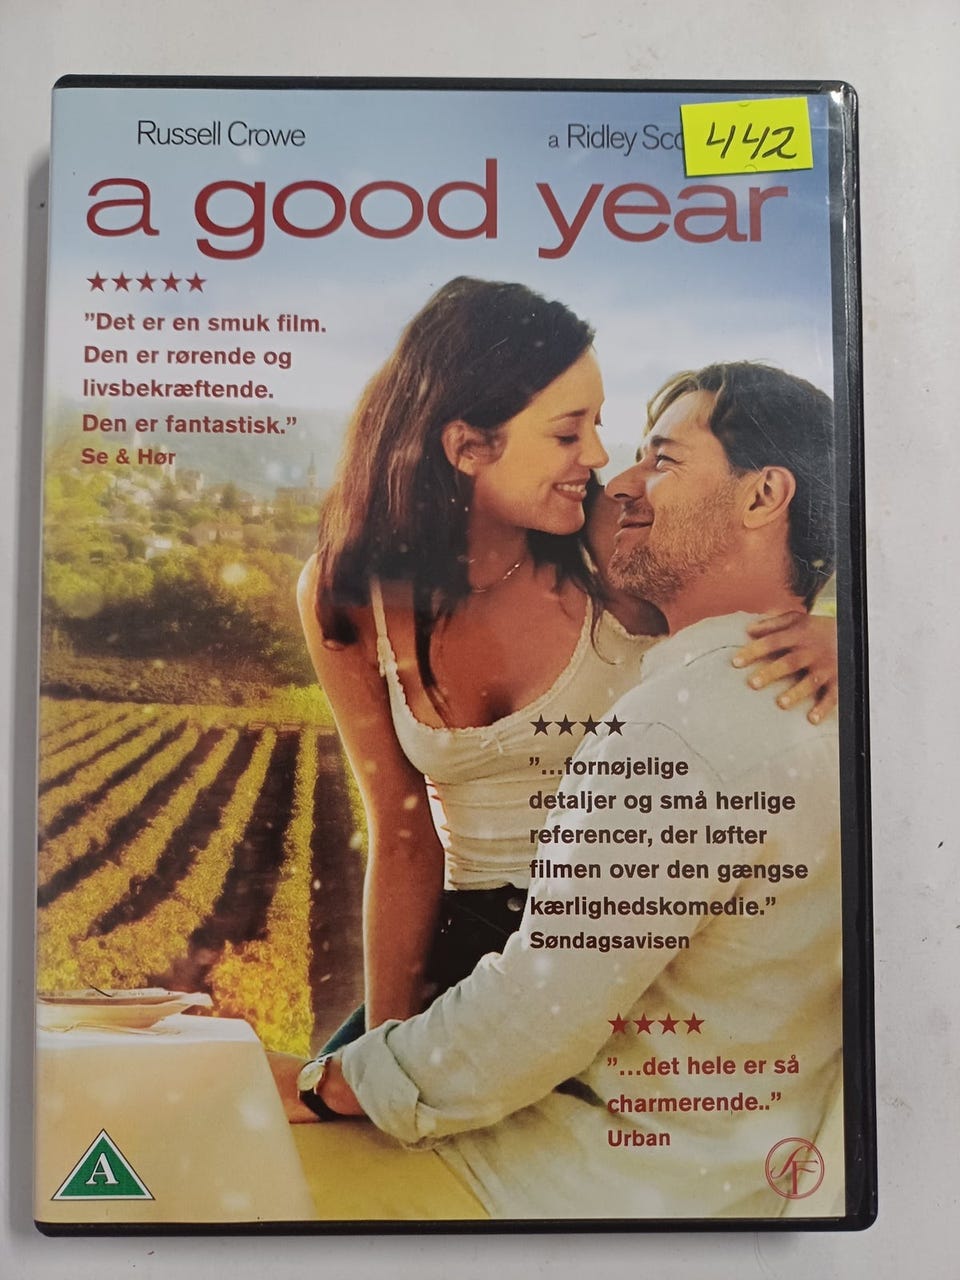 Russell Crowe
a Ridley
442
a good year
"Det er en smuk film.
Den er rørende og
livsbekræftende.
Den er fantastisk."
Se & Hør
"...fornøjelige
detaljer og små herlige
referencer, der løfter
filmen over den gængse
kærlighedskomedie."
Søndagsavisen
"...det hele er så
charmerende.."
Urban
A
SF